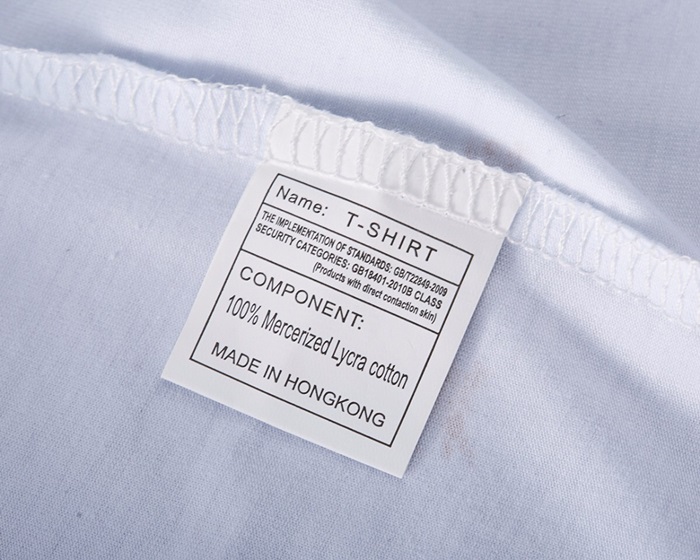 Name: T-SHIRT
THE IMPLEMENTATION OF STANDARDS: GB/T22849-2009
SECURITY CATEGORIES: GB18401-2010B CLASS
(Products with direct contaction skin)
COMPONENT:
100% Mercerized Lycra cotton
MADE IN HONGKONG